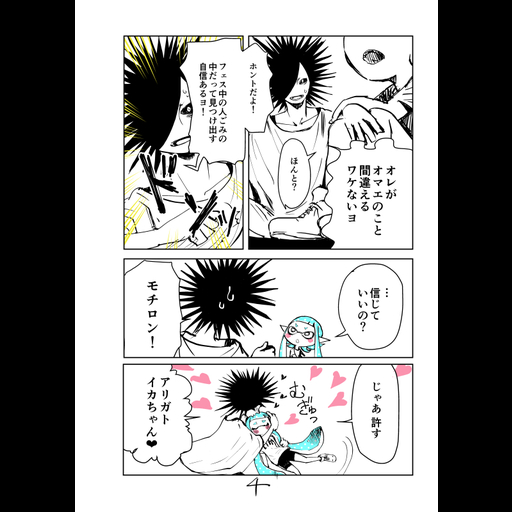 オレが
オマエのこと
間違える
ワケないヨ
ほんと?
ホントだよ!
フェス中の人ごみの
中だって見つけ出す
自信あるヨ!
…信じて
いいの?
モチロン!
じゃあ許す
むぎゅっ
アリガト
イカちゃん♥
4